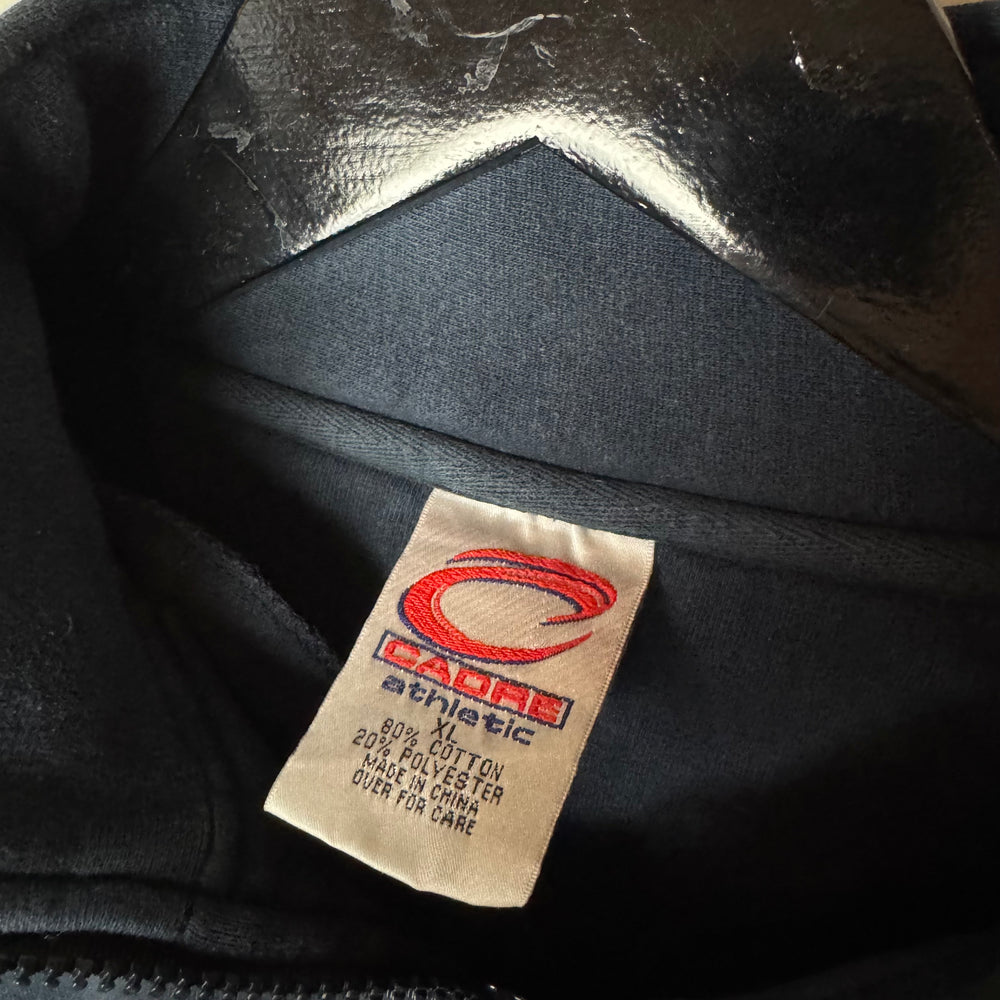 CADRE
athletic
XL
80% COTTON
20% POLYESTER
MADE IN CHINA
OVER FOR CARE